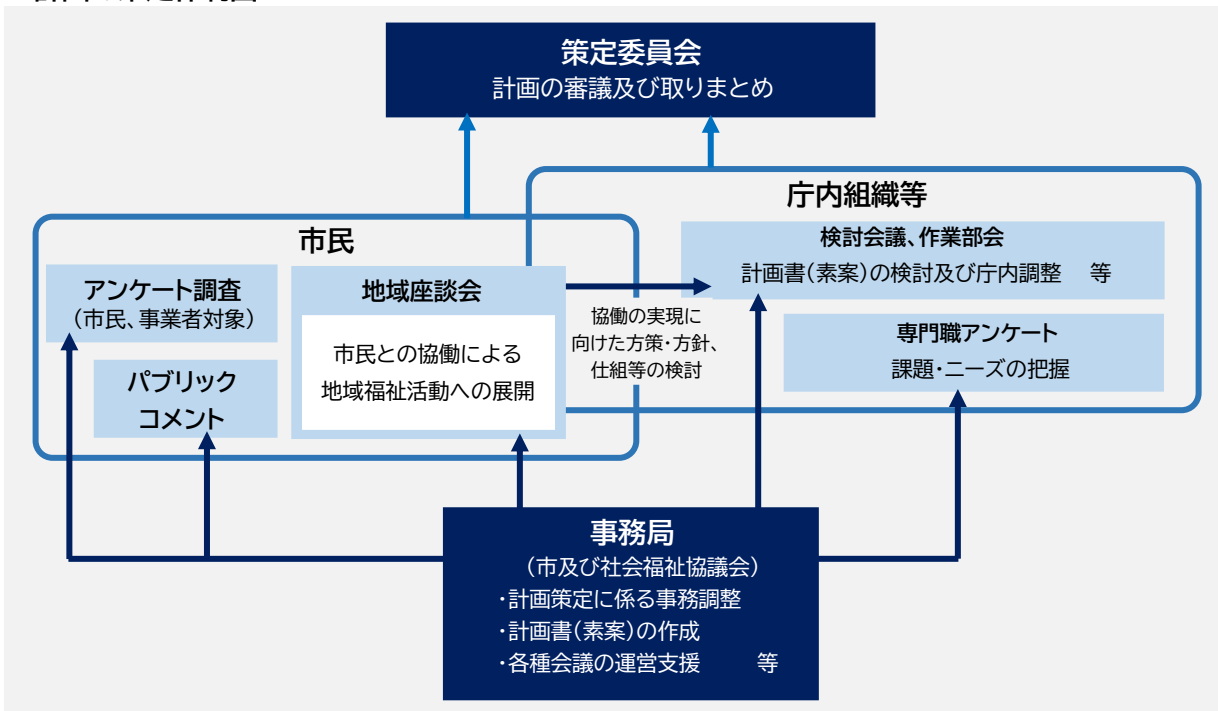 策定委員会
計画の審議及び取りまとめ
庁内組織等
検討会議、作業部会
計画書(素案)の検討及び庁内調整 等
専門職アンケート
課題・ニーズの把握
市民
アンケート調査
(市民、事業者対象)
パブリック
コメント
地域座談会
市民との協働による
地域福祉活動への展開
協働の実現に
向けた方策・方針、
仕組等の検討
事務局
(市及び社会福祉協議会)
・計画策定に係る事務調整
・計画書(素案)の作成
・各種会議の運営支援 等